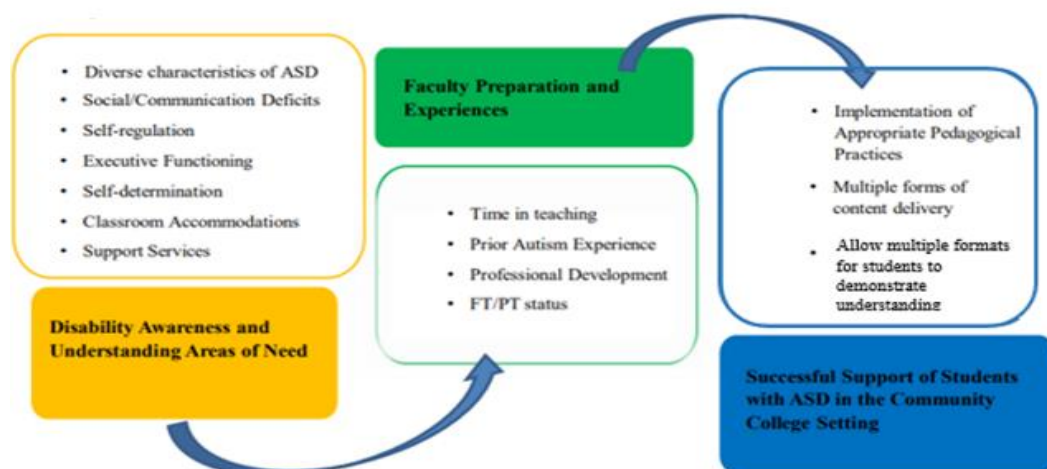 • Diverse characteristics of ASD
• Social/Communication Deficits
• Self-regulation
• Executive Functioning
• Self-determination
• Classroom Accommodations
• Support Services
Disability Awareness and
Understanding Areas of Need
Faculty Preparation and
Experiences
• Time in teaching
• Prior Autism Experience
• Professional Development
• FT/PT status
• Implementation of
Appropriate Pedagogical
Practices
• Multiple forms of
content delivery
• Allow multiple formats
for students to
demonstrate
understanding
Successful Support of Students
with ASD in the Community
College Setting